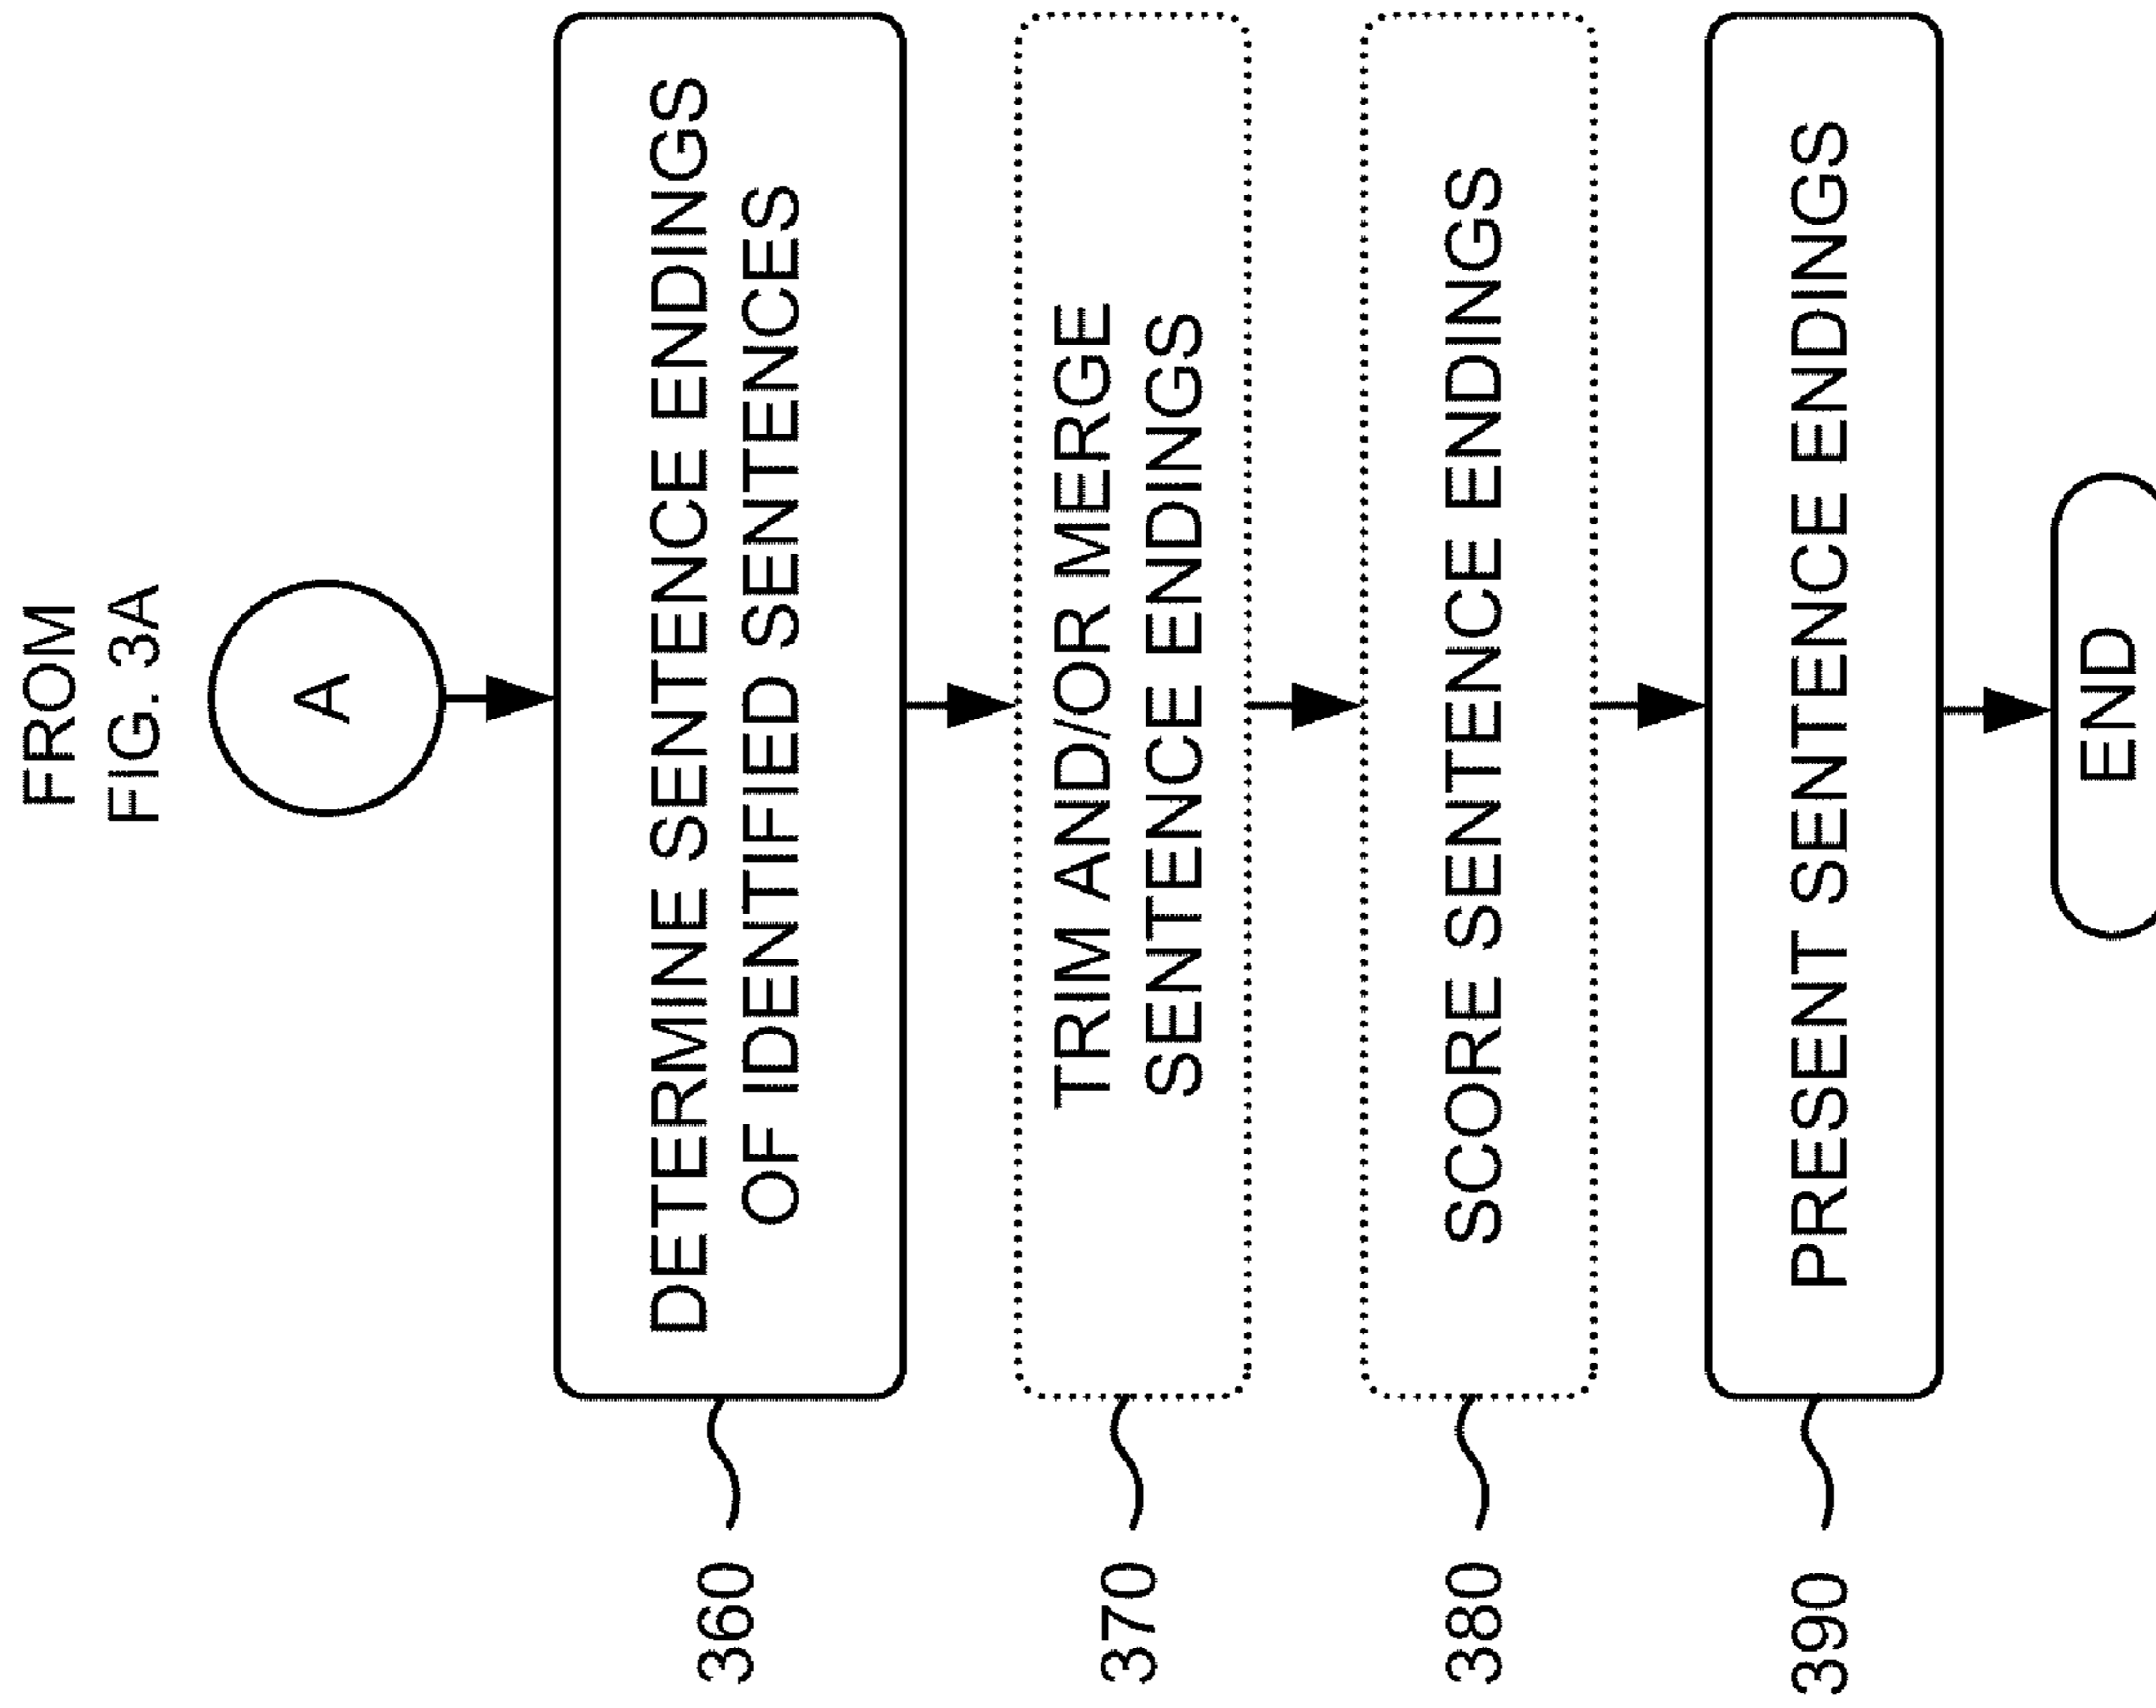 FROM
FIG. 3A
A
360
DETERMINE SENTENCE ENDINGS
OF IDENTIFIED SENTENCES
370
TRIM AND/OR MERGE
SENTENCE ENDINGS
380
SCORE SENTENCE ENDINGS
390
PRESENT SENTENCE ENDINGS
END